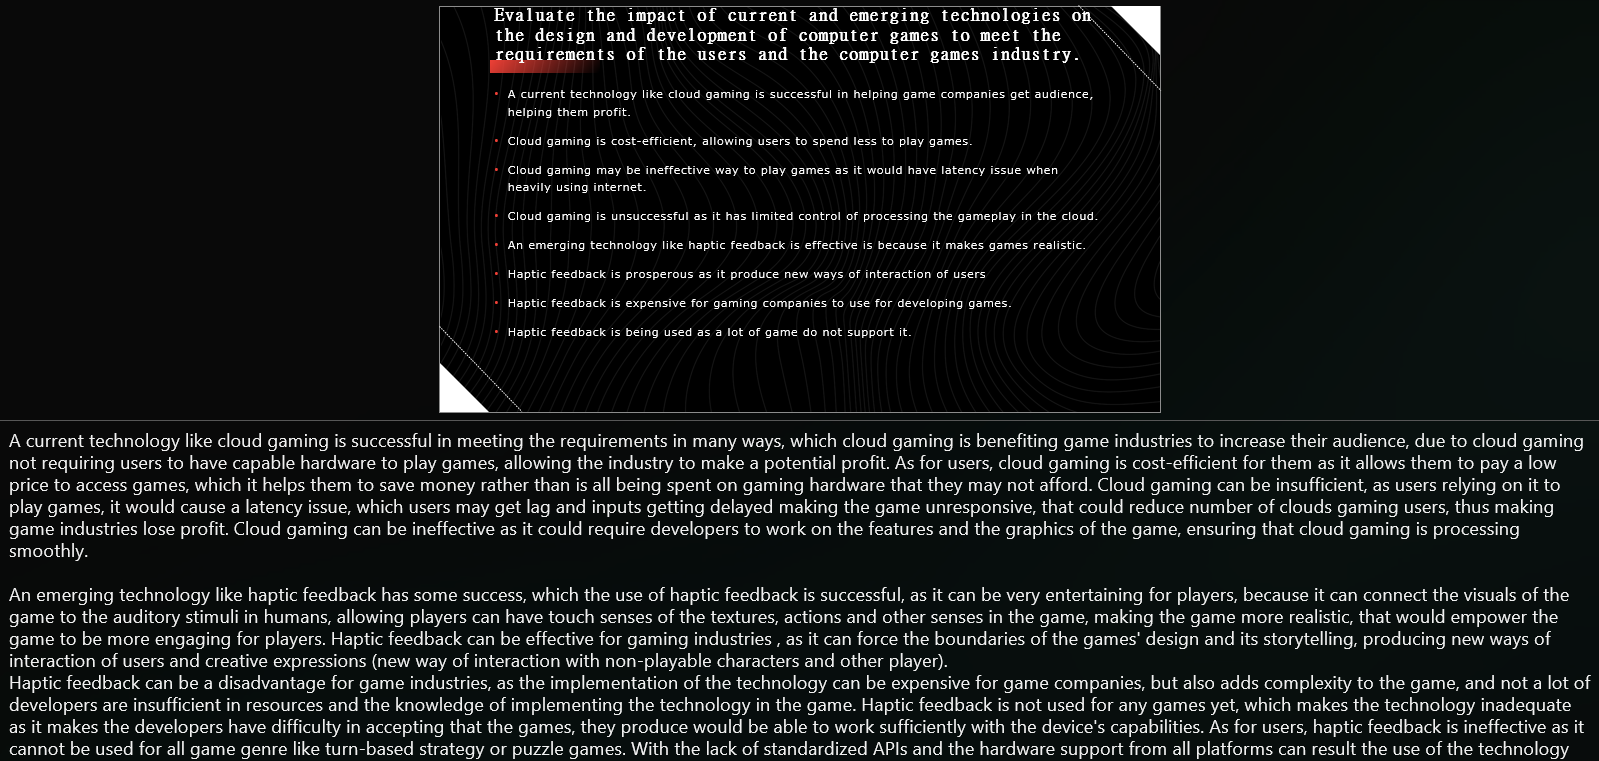 Evaluate the impact of current and emerging technologies on
the design and development of computer games to meet the
requirements of the users and the computer games industry.
• A current technology like cloud gaming is successful in helping game companies get audience,
helping them profit.
• Cloud gaming is cost-efficient, allowing users to spend less to play games.
• Cloud gaming may be ineffective way to play games as it would have latency issue when
heavily using internet.
• Cloud gaming is unsuccessful as it has limited control of processing the gameplay in the cloud.
• An emerging technology like haptic feedback is effective is because it makes games realistic.
• Haptic feedback is prosperous as it produce new ways of interaction of users
• Haptic feedback is expensive for gaming companies to use for developing games.
• Haptic feedback is being used as a lot of game do not support it.
A current technology like cloud gaming is successful in meeting the requirements in many ways, which cloud gaming is benefiting game industries to increase their audience, due to cloud gaming
not requiring users to have capable hardware to play games, allowing the industry to make a potential profit. As for users, cloud gaming is cost-efficient for them as it allows them to pay a low
price to access games, which it helps them to save money rather than is all being spent on gaming hardware that they may not afford. Cloud gaming can be insufficient, as users relying on it to
play games, it would cause a latency issue, which users may get lag and inputs getting delayed making the game unresponsive, that could reduce number of clouds gaming users, thus making
game industries lose profit. Cloud gaming can be ineffective as it could require developers to work on the features and the graphics of the game, ensuring that cloud gaming is processing
smoothly.
An emerging technology like haptic feedback has some success, which the use of haptic feedback is successful, as it can be very entertaining for players, because it can connect the visuals of the
game to the auditory stimuli in humans, allowing players can have touch senses of the textures, actions and other senses in the game, making the game more realistic, that would empower the
game to be more engaging for players. Haptic feedback can be effective for gaming industries , as it can force the boundaries of the games' design and its storytelling, producing new ways of
interaction of users and creative expressions (new way of interaction with non-playable characters and other player).
Haptic feedback can be a disadvantage for game industries, as the implementation of the technology can be expensive for game companies, but also adds complexity to the game, and not a lot of
developers are insufficient in resources and the knowledge of implementing the technology in the game. Haptic feedback is not used for any games yet, which makes the technology inadequate
as it makes the developers have difficulty in accepting that the games, they produce would be able to work sufficiently with the device's capabilities. As for users, haptic feedback is ineffective as it
cannot be used for all game genre like turn-based strategy or puzzle games. With the lack of standardized APIs and the hardware support from all platforms can result the use of the technology